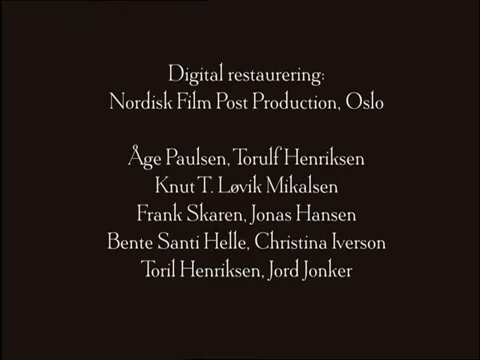 Digital restaurering:
Nordisk Film Post Production, Oslo
Åge Paulsen, Torulf Henriksen
Knut T. Løvik Mikalsen
Frank Skaren, Jonas Hansen
Bente Santi Helle, Christina Iverson
Toril Henriksen, Jord Jonker